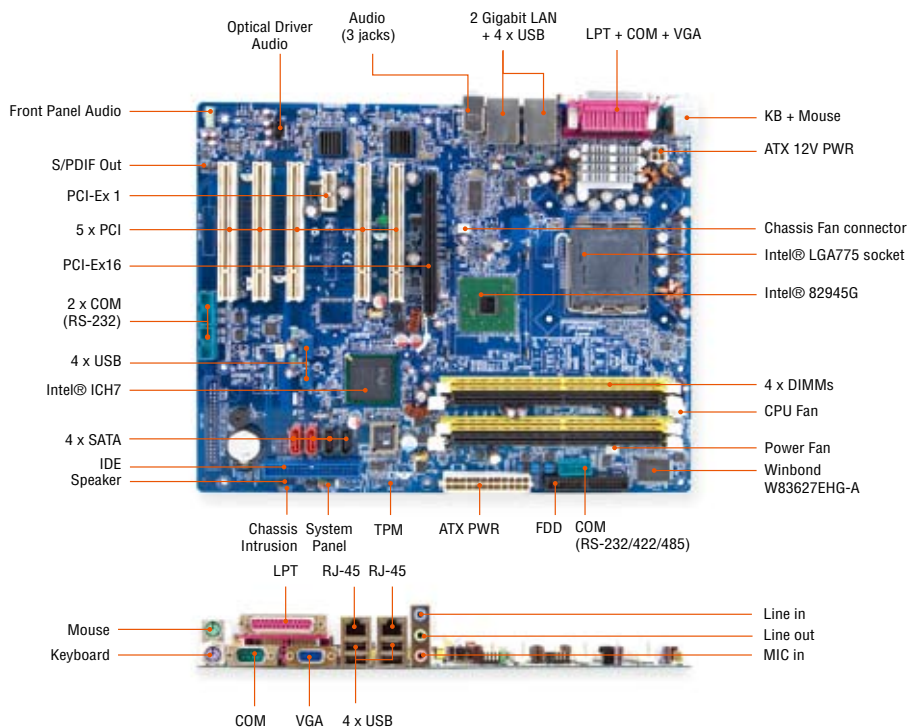 Optical Driver
Audio
Audio
(3 jacks)
2 Gigabit LAN
+ 4 x USB
LPT + COM + VGA
Front Panel Audio
S/PDIF Out
PCI-Ex 1
5 x PCI
PCI-Ex16
2 x COM
(RS-232)
4 x USB
Intel® ICH7
4 x SATA
IDE
Speaker
KB + Mouse
ATX 12V PWR
Chassis Fan connector
Intel® LGA775 socket
Intel® 82945G
4 x DIMMs
CPU Fan
Power Fan
Winbond
W83627EHG-A
Chassis
Intrusion
System
Panel
TPM
ATX PWR
FDD
COM
(RS-232/422/485)
LPT
RJ-45
RJ-45
Mouse
Keyboard
Line in
Line out
MIC in
COM
VGA
4 x USB